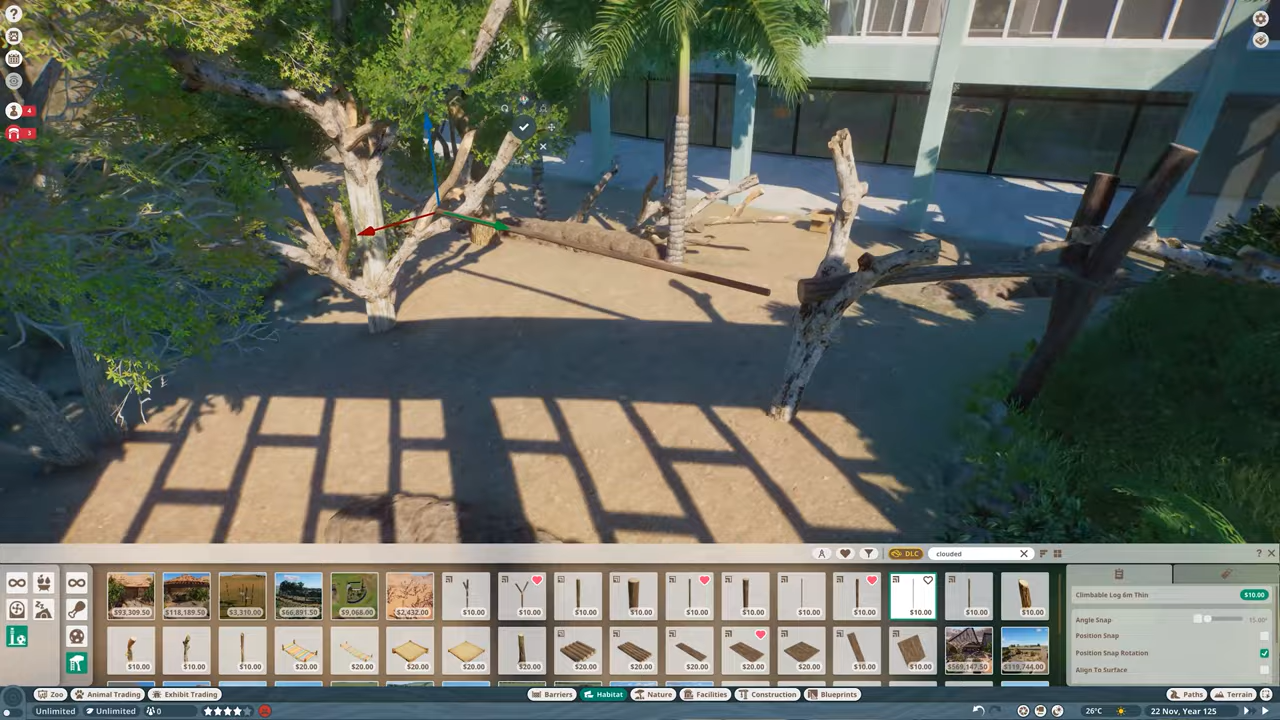 ?
4
3
DLC
clouded
?
$93,309.50
$118,189.50
$3,310.00
$66,891.50
$9,068.00
$2,432.00
$10.00
$10.00
$10.00
$10.00
$10.00
$10.00
$10.00
$10.00
$10.00
$10.00
$10.00
$10.00
$10.00
$10.00
$20.00
$20.00
$20.00
$20.00
$20.00
$20.00
$20.00
$20.00
$20.00
$20.00
$10.00
$10.00
$569,147.50
$119,744.00
Climbable Log 6m Thin
$10.00
Angle Snap
15.00°
Position Snap
Position Snap Rotation
Align To Surface
Zoo
Animal Trading
Exhibit Trading
Barriers
Habitat
Nature
Facilities
Construction
Blueprints
Paths
Terrain
Unlimited
Unlimited
0
26°C
22 Nov, Year 125